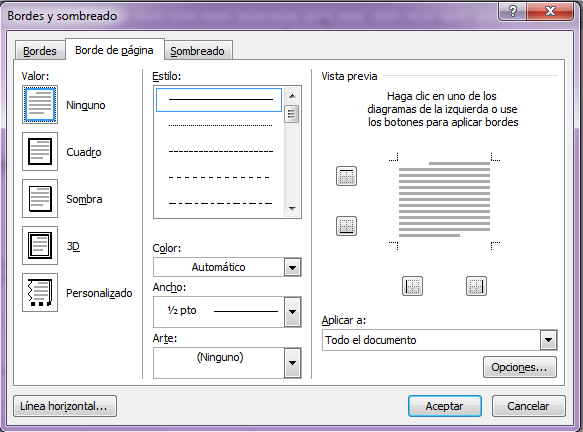 Bordes y sombreado
Bordes
Borde de página
Sombreado
Valor:
Ninguno
Cuadro
Sombra
3D
Personalizado
Estilo:
Color:
Automático
Ancho:
½ pto
Arte:
(Ninguno)
Vista previa
Haga clic en uno de los
diagramas de la izquierda o use
los botones para aplicar bordes
Aplicar a:
Todo el documento
Opciones...
Línea horizontal...
Aceptar
Cancelar